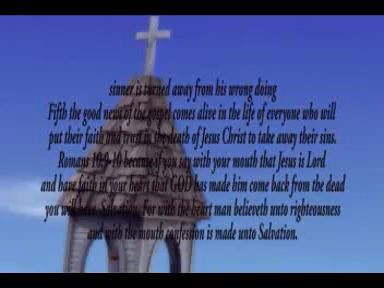 sinner is turned away from his wrong doing
Fifth the good news of the gospel comes alive in the life of everyone who will
put their faith and trust in the death of Jesus Christ to take away their sins.
Romans 10:9-10 because if you say with your mouth that Jesus is Lord
and have faith in your heart that GOD has made him come back from the dead
you will have Salvation. For with the heart man believeth unto righteousness
and with the mouth confession is made unto Salvation.